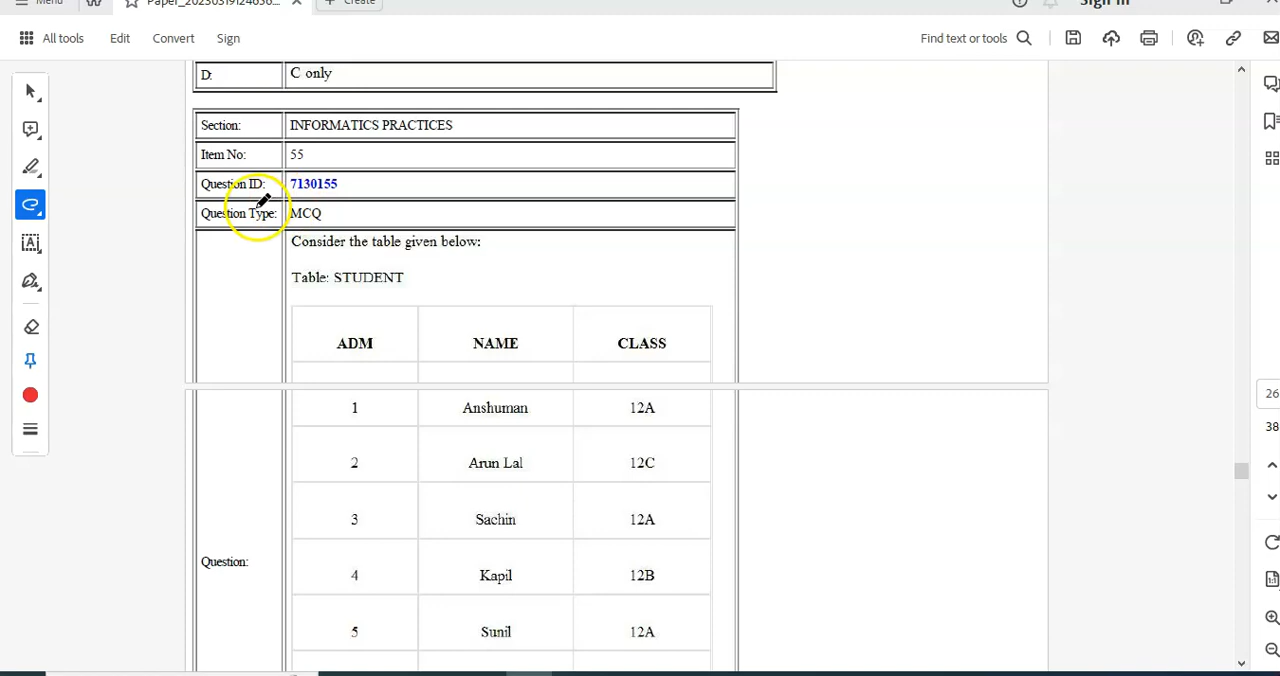 Menu Paper_20230319124656... Create Sign in
All tools Edit Convert Sign Find text or tools
D: C only
Section: INFORMATICS PRACTICES
Item No: 55
Question ID: 7130155
Question Type: MCQ
Consider the table given below:
Table: STUDENT
ADM NAME CLASS
1 Anshuman 12A
2 Arun Lal 12C
3 Sachin 12A
4 Kapil 12B
Question:
5 Sunil 12A
26
38